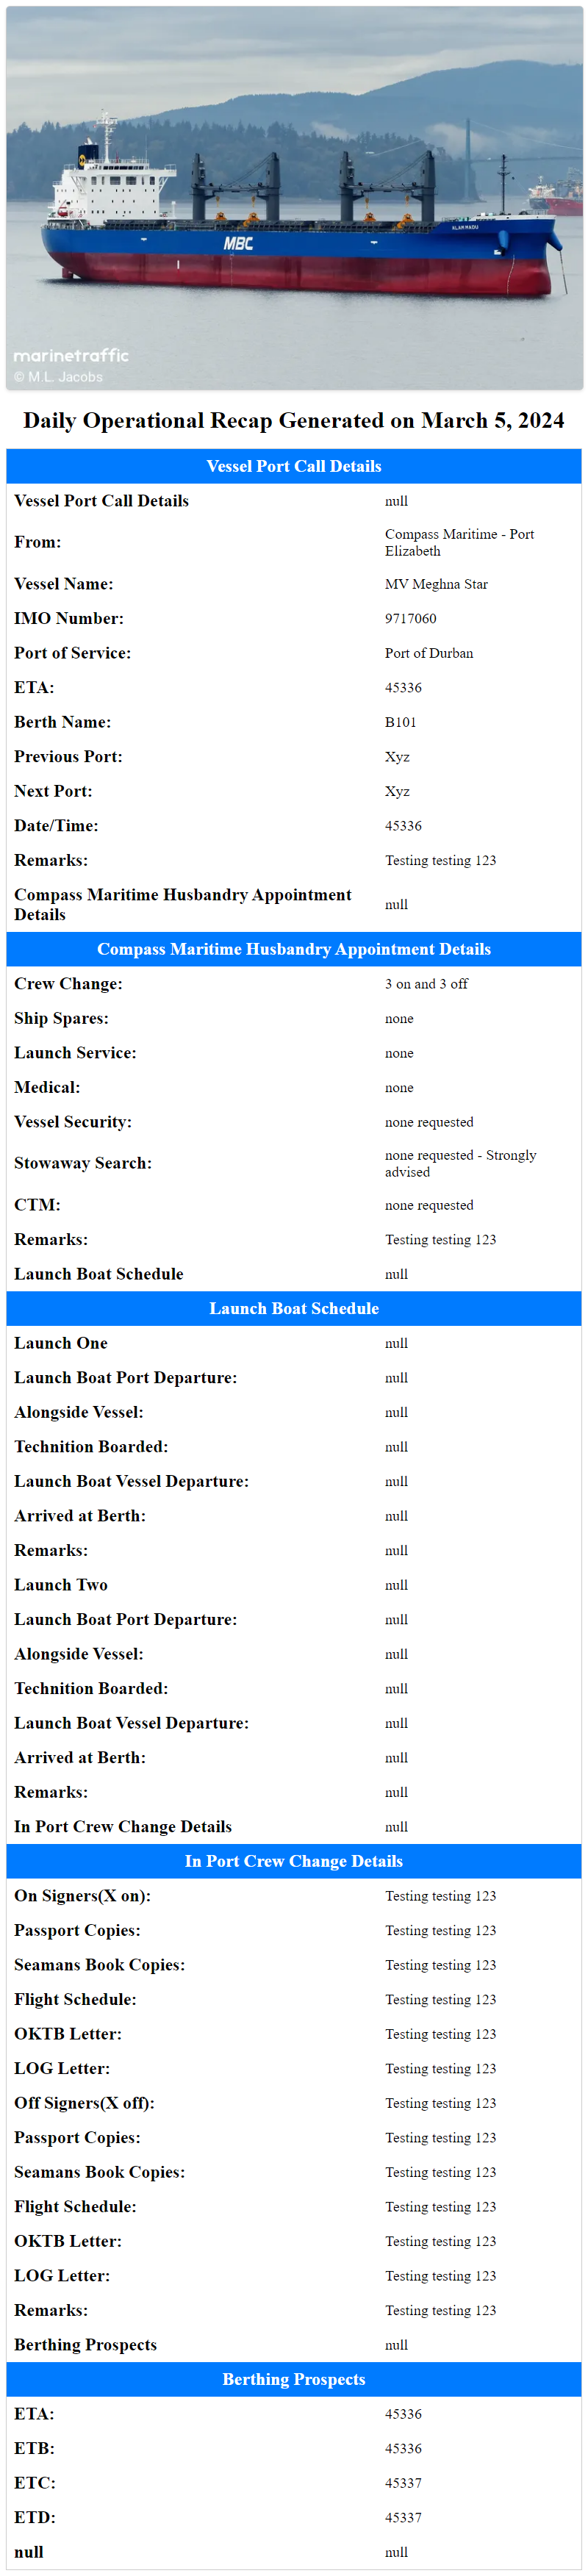 MBC
marinetraffic
© M.L. Jacobs
Daily Operational Recap Generated on March 5, 2024
Vessel Port Call Details
Vessel Port Call Details null
From: Compass Maritime - Port
Elizabeth
Vessel Name: MV Meghna Star
IMO Number: 9717060
Port of Service: Port of Durban
ETA: 45336
Berth Name: B101
Previous Port: Xyz
Next Port: Xyz
Date/Time: 45336
Remarks: Testing testing 123
Compass Maritime Husbandry Appointment
Details null
Compass Maritime Husbandry Appointment Details
Crew Change: 3 on and 3 off
Ship Spares: none
Launch Service: none
Medical: none
Vessel Security: none requested
Stowaway Search: none requested - Strongly
advised
CTM: none requested
Remarks: Testing testing 123
Launch Boat Schedule null
Launch Boat Schedule
Launch One null
Launch Boat Port Departure: null
Alongside Vessel: null
Technition Boarded: null
Launch Boat Vessel Departure: null
Arrived at Berth: null
Remarks: null
Launch Two null
Launch Boat Port Departure: null
Alongside Vessel: null
Technition Boarded: null
Launch Boat Vessel Departure: null
Arrived at Berth: null
Remarks: null
In Port Crew Change Details null
In Port Crew Change Details
On Signers(X on): Testing testing 123
Passport Copies: Testing testing 123
Seamans Book Copies: Testing testing 123
Flight Schedule: Testing testing 123
OKTB Letter: Testing testing 123
LOG Letter: Testing testing 123
Off Signers(X off): Testing testing 123
Passport Copies: Testing testing 123
Seamans Book Copies: Testing testing 123
Flight Schedule: Testing testing 123
OKTB Letter: Testing testing 123
LOG Letter: Testing testing 123
Remarks: Testing testing 123
Berthing Prospects null
Berthing Prospects
ETA: 45336
ETB: 45336
ETC: 45337
ETD: 45337
null null